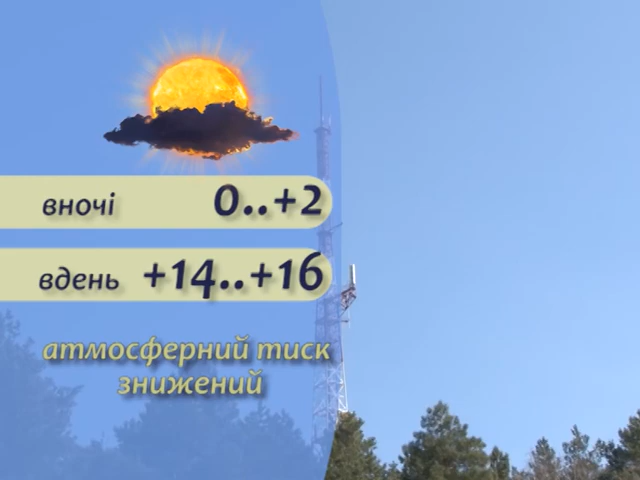 вночі 0..+2
вдень +14..+16
атмосферний тиск
знижений